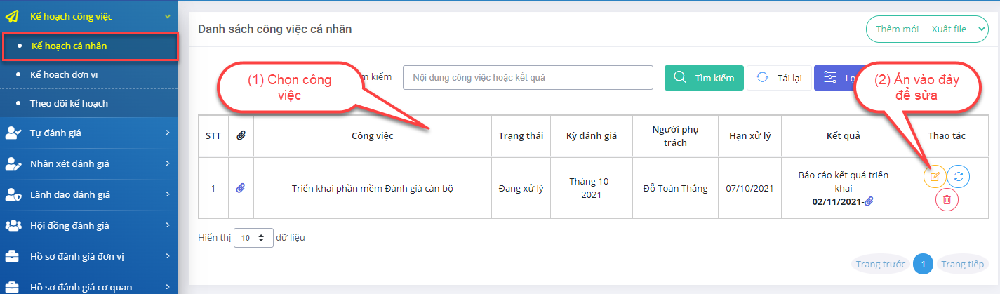 Kế hoạch công việc
Kế hoạch cá nhân
Kế hoạch đơn vị
Theo dõi kế hoạch
Tự đánh giá
Nhận xét đánh giá
Lãnh đạo đánh giá
Hội đồng đánh giá
Hồ sơ đánh giá đơn vị
Hồ sơ đánh giá cơ quan
Danh sách công việc cá nhân
Thêm mới
Xuất file
(1) Chọn công
việc
kiếm
Nội dung công việc hoặc kết quả
Tìm kiếm
Tải lại
(2) Ấn vào đây
để sửa
STT
Công việc
Trạng thái
Kỳ đánh giá
Người phụ
trách
Hạn xử lý
Kết quả
Thao tác
1
Triển khai phần mềm Đánh giá cán bộ
Đang xử lý
Tháng 10 -
2021
Đỗ Toàn Thắng
07/10/2021
Báo cáo kết quả triển
khai
02/11/2021-
Hiển thị 10 dữ liệu
Trang trước 1 Trang tiếp